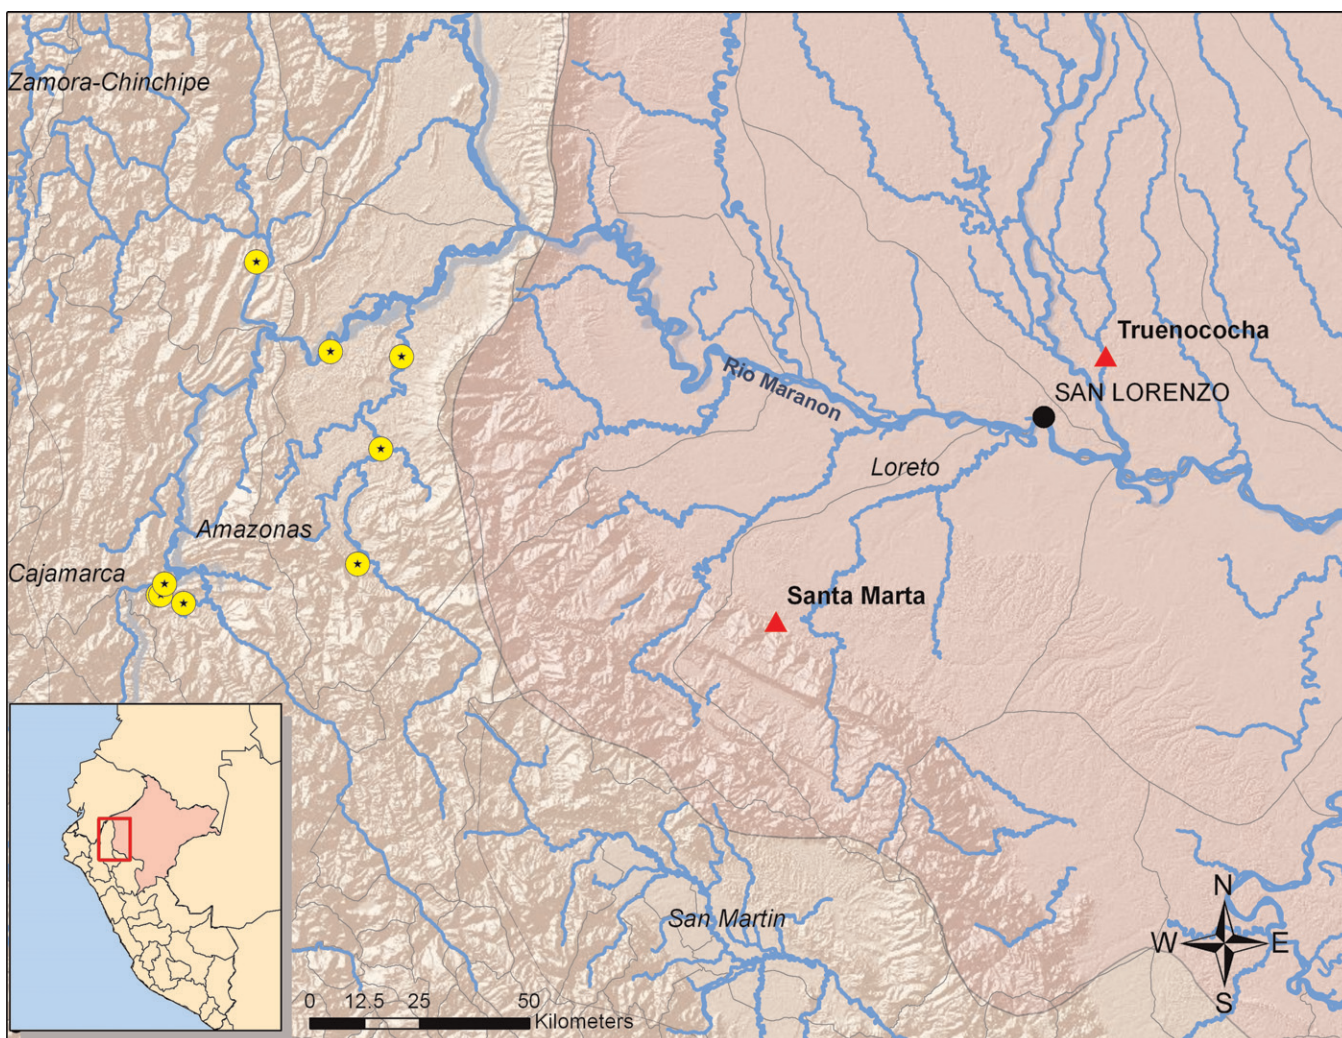 Zamora-Chinchipe
Truenococha
SAN LORENZO
Rio Maranon
Loreto
Amazonas
Cajamarca
Santa Marta
San Martin
N
W E
S
0 12.5 25 50
Kilometers